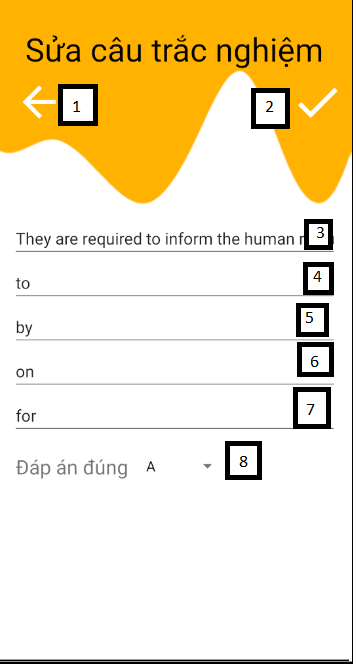 Sửa câu trắc nghiệm
1
2
They are required to inform the human
3
to
4
by
5
on
6
for
7
Đáp án đúng A
8